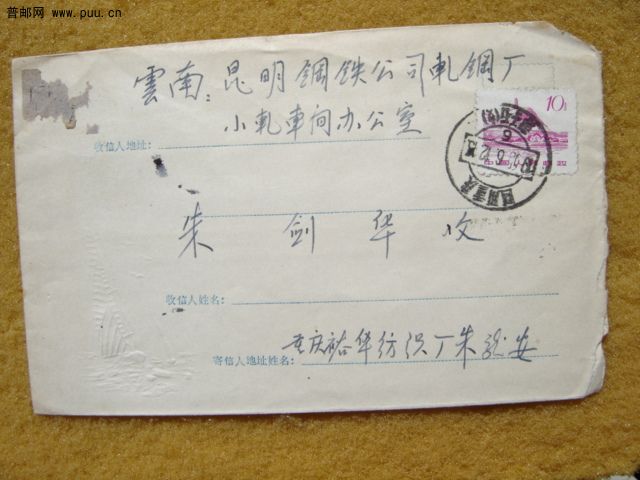 普邮网 www.puu.cn
雲南：昆明鋼铁公司軋鋼厂
小軋車间办公室
收信人地址：
10分
朱剑华收
收信人姓名：
重庆裕华纺织厂朱 安
寄信人地址姓名：